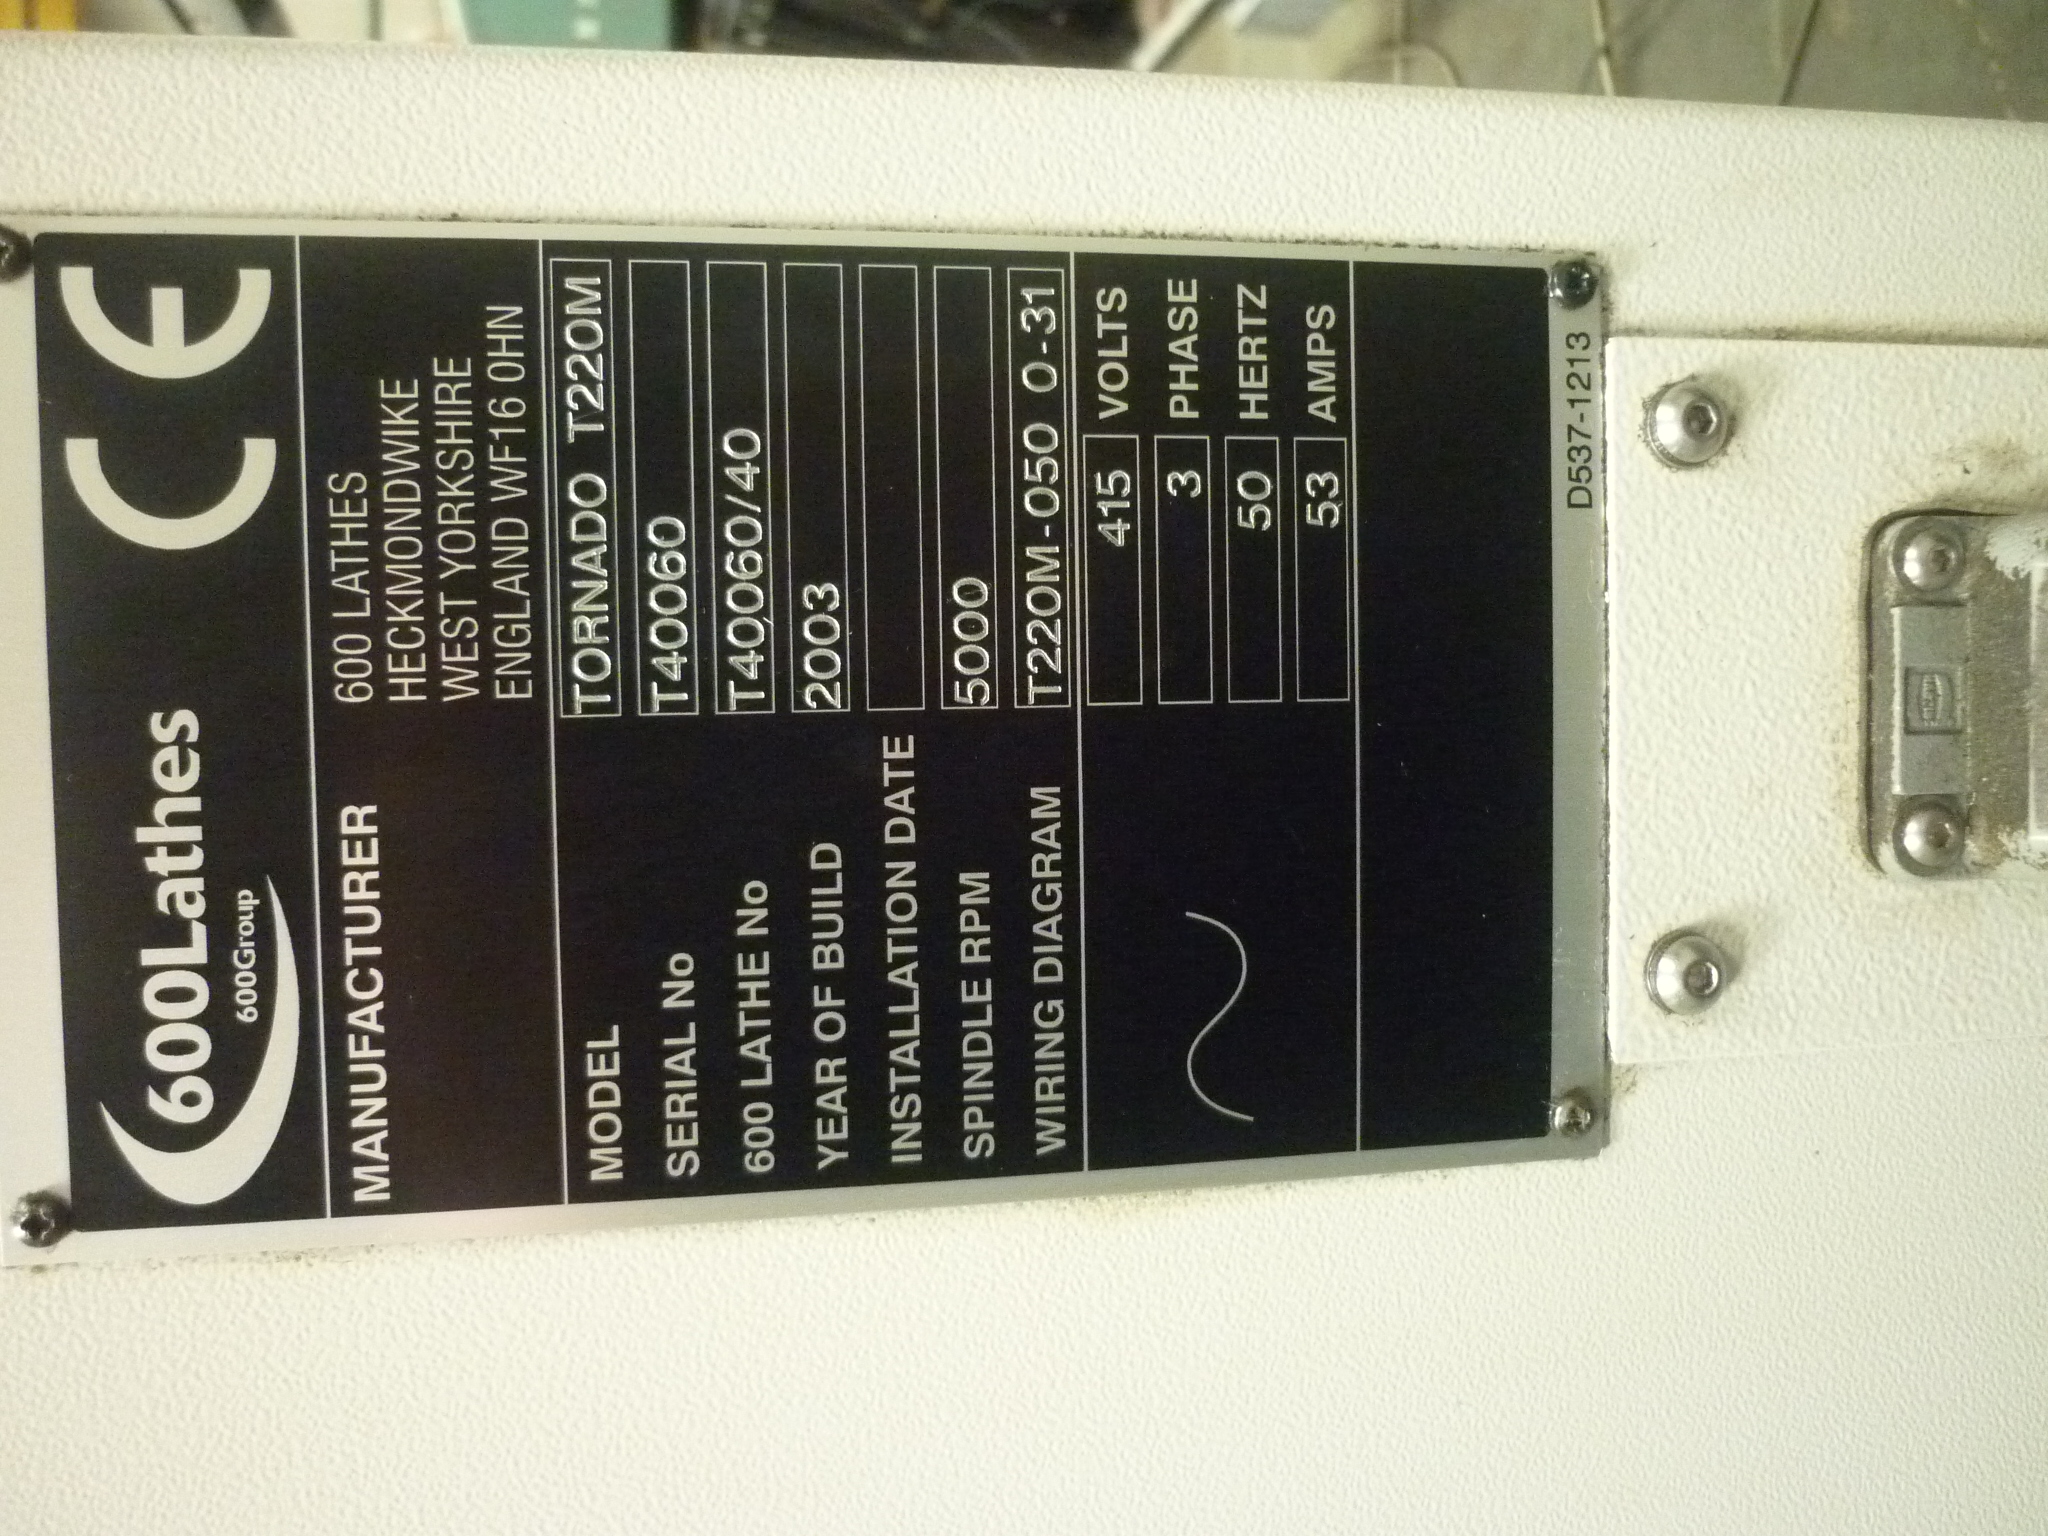 600Lathes
600Group
CE
MANUFACTURER
600 LATHES
HECKMONDWIKE
WEST YORKSHIRE
ENGLAND WF16 0HN
MODEL TORNADO T220M
SERIAL No T40060
600 LATHE No T40060/40
YEAR OF BUILD 2003
INSTALLATION DATE
SPINDLE RPM 5000
WIRING DIAGRAM T220M-050 0-31
415 VOLTS
3 PHASE
50 HERTZ
53 AMPS
D537-1213